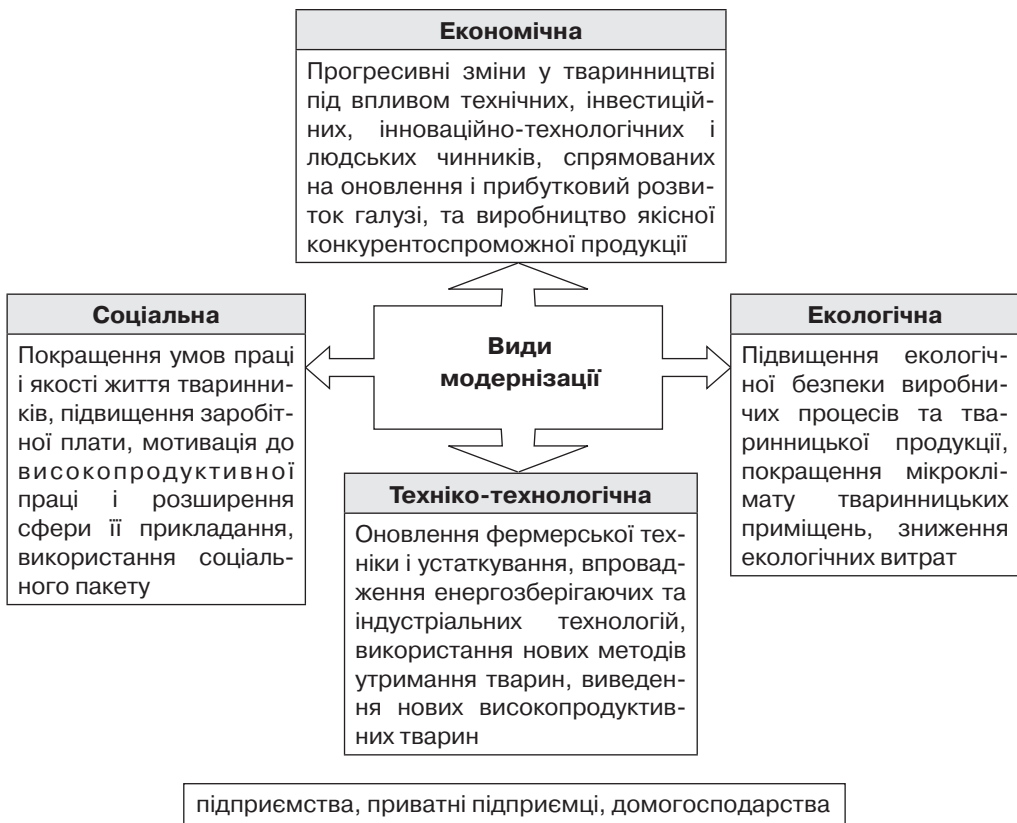 Економічна
Прогресивні зміни у тваринництві
під впливом технічних, інвестицій-
них, інноваційно-технологічних і
людських чинників, спрямованих
на оновлення і прибутковий розви-
ток галузі, та виробництво якісної
конкурентоспроможної продукції
Соціальна
Покращення умов праці
і якості життя тваринни-
ків, підвищення заробіт-
ної плати, мотивація до
високопродуктивної
праці і розширення
сфери її прикладання,
використання соціаль-
ного пакету
Види
модернізації
Екологічна
Підвищення екологіч-
ної безпеки виробни-
чих процесів та тва-
ринницької продукції,
покращення мікроклі-
мату тваринницьких
приміщень, зниження
екологічних витрат
Техніко-технологічна
Оновлення фермерської тех-
ніки і устаткування, впровад-
ження енергозберігаючих та
індустріальних технологій,
використання нових методів
утримання тварин, виведен-
ня нових високопродуктив-
них тварин
підприємства, приватні підприємці, домогосподарства